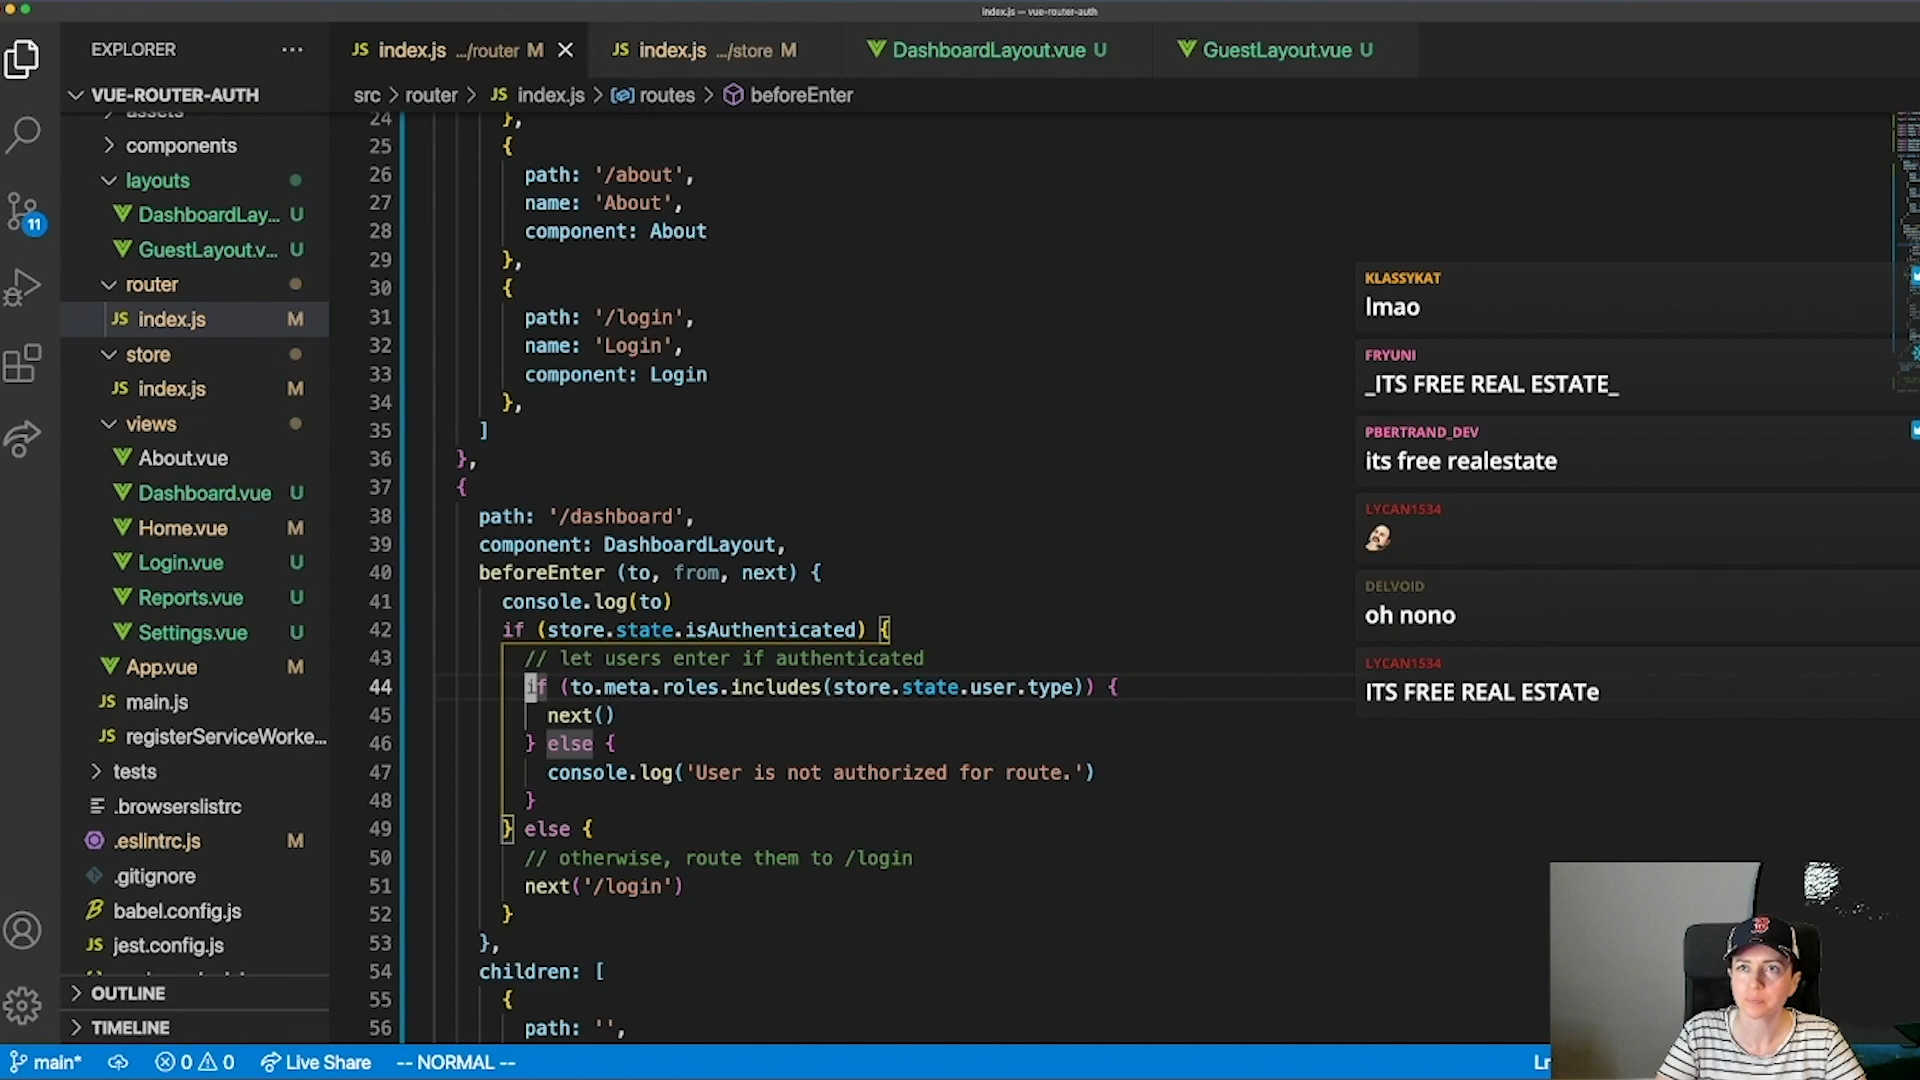 index.js — vue-router-auth
EXPLORER
JS index.js .../router M
JS index.js .../store M
DashboardLayout.vue U
GuestLayout.vue U
VUE-ROUTER-AUTH
src > router > JS index.js > routes > beforeEnter
assets
components
layouts
DashboardLay... U
GuestLayout.v... U
router
JS index.js M
store
JS index.js M
views
About.vue
Dashboard.vue U
Home.vue M
Login.vue U
Reports.vue U
Settings.vue U
App.vue M
JS main.js
JS registerServiceWorke...
tests
.browserslistrc
.eslintrc.js M
.gitignore
babel.config.js
JS jest.config.js
OUTLINE
TIMELINE
11
24 },
25 {
26 path: '/about',
27 name: 'About',
28 component: About
29 },
30 {
31 path: '/login',
32 name: 'Login',
33 component: Login
34 },
35 ]
36 },
37 {
38 path: '/dashboard',
39 component: DashboardLayout,
40 beforeEnter (to, from, next) {
41 console.log(to)
42 if (store.state.isAuthenticated) {
43 // let users enter if authenticated
44 if (to.meta.roles.includes(store.state.user.type)) {
45 next()
46 } else {
47 console.log('User is not authorized for route.')
48 }
49 } else {
50 // otherwise, route them to /login
51 next('/login')
52 }
53 },
54 children: [
55 {
56 path: '',
KLASSYKAT
lmao
FRYUNI
_ITS FREE REAL ESTATE_
PBERTRAND_DEV
its free realestate
LYCAN1534
DELVOID
oh nono
LYCAN1534
ITS FREE REAL ESTATe
main* 0 0 Live Share -- NORMAL --